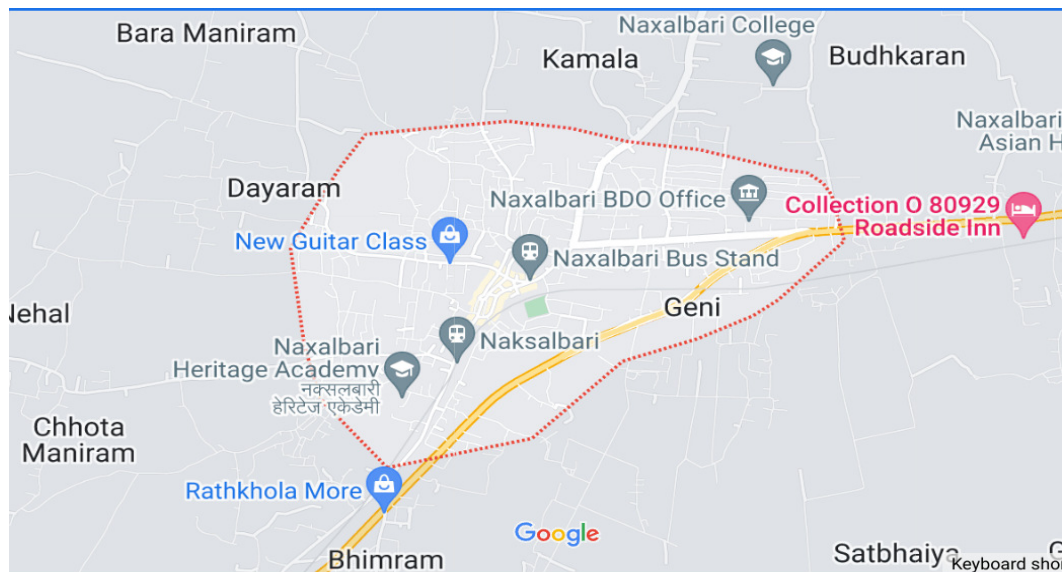 Bara Maniram
Naxalbari College
Kamala
Budhkaran
Naxalbari
Asian H
Dayaram
Naxalbari BDO Office
Collection O 80929
Roadside Inn
New Guitar Class
Naxalbari Bus Stand
Nehal
Geni
Naksalbari
Naxalbari
Heritage Academy
नक्सलबारी
हेरिटेज एकेडेमी
Chhota
Maniram
Rathkhola More
Google
Bhimram
Satbhaiya
G
Keyboard sho